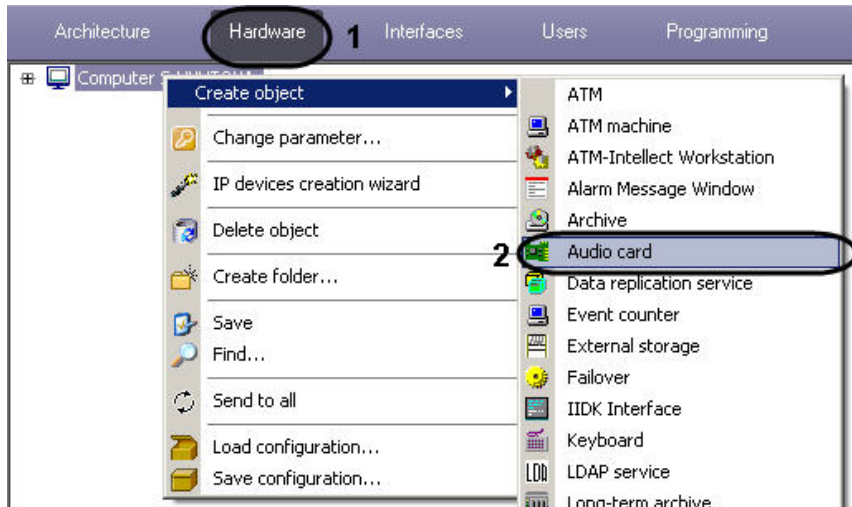 Architecture Hardware 1 Interfaces Users Programming
Computer
Create object
Change parameter...
IP devices creation wizard
Delete object
Create folder...
Save
Find...
Send to all
Load configuration...
Save configuration...
ATM
ATM machine
ATM-Intellect Workstation
Alarm Message Window
Archive
2 Audio card
Data replication service
Event counter
External storage
Failover
IIDK Interface
Keyboard
LDAP service
Long-term archive